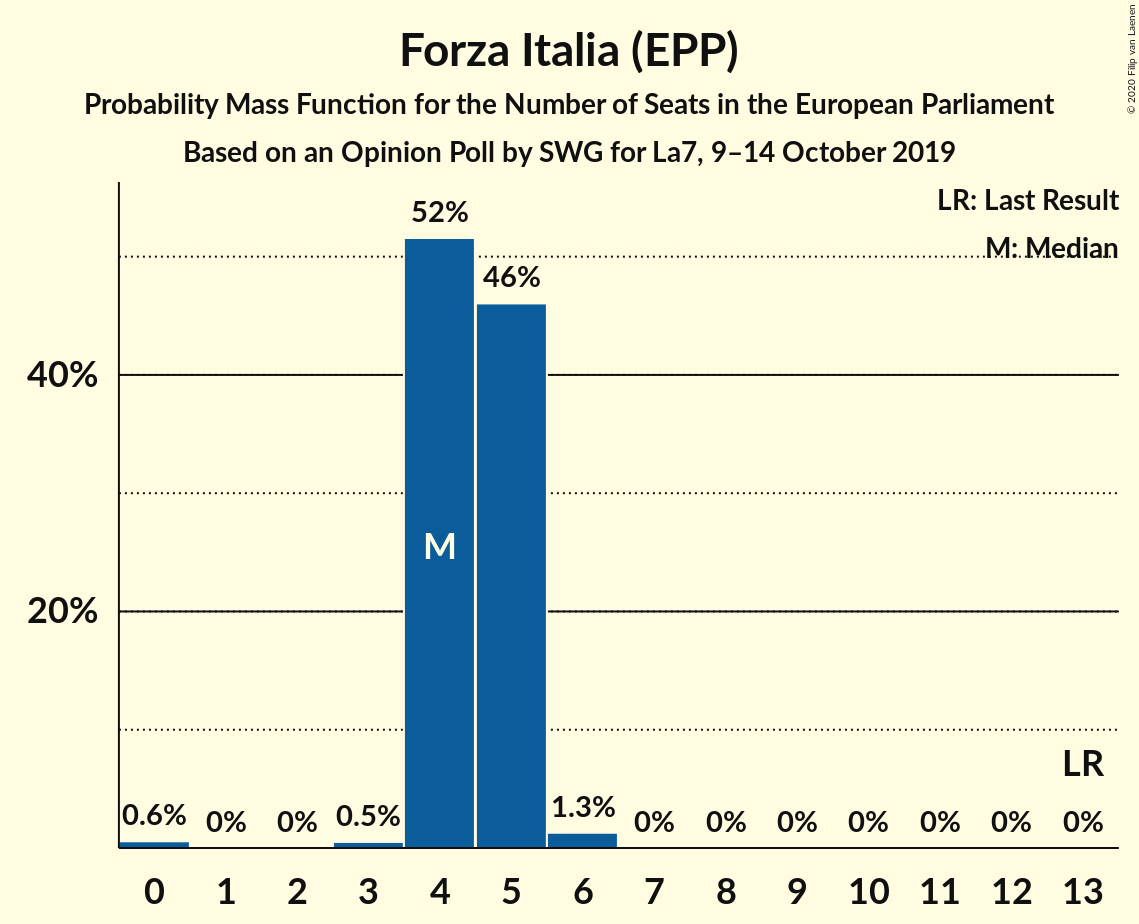 Forza Italia (EPP)
Probability Mass Function for the Number of Seats in the European Parliament
Based on an Opinion Poll by SWG for La7, 9–14 October 2019
© 2020 Filip van Laenen
LR: Last Result
M: Median
52%
46%
40%
M
20%
LR
0.6% 0% 0% 0.5% 1.3% 0% 0% 0% 0% 0% 0% 0%
0 1 2 3 4 5 6 7 8 9 10 11 12 13